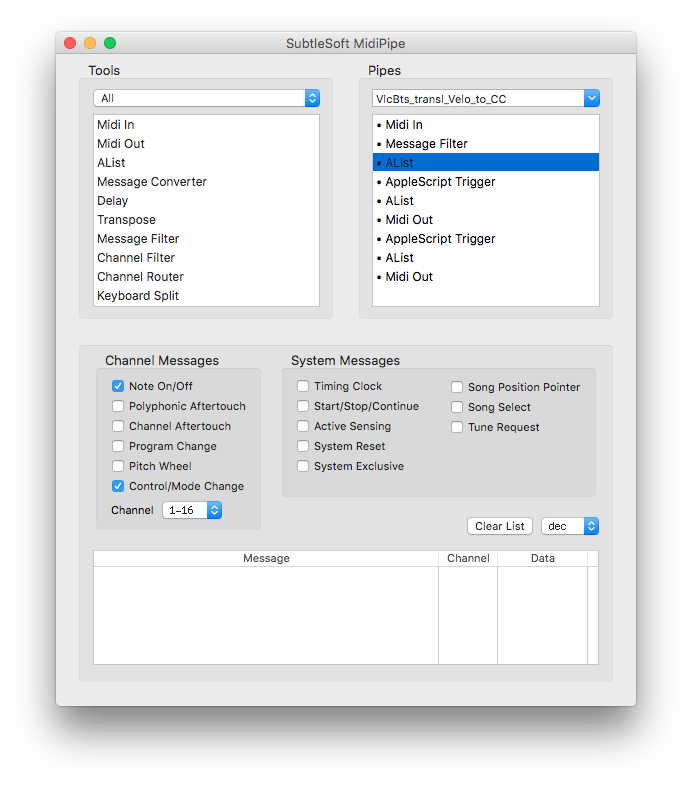 SubtleSoft MidiPipe
Tools
All
Midi In
Midi Out
AList
Message Converter
Delay
Transpose
Message Filter
Channel Filter
Channel Router
Keyboard Split
Pipes
VlcBts_transl_Velo_to_CC
• Midi In
• Message Filter
• AList
• AppleScript Trigger
• AList
• Midi Out
• AppleScript Trigger
• AList
• Midi Out
Channel Messages
Note On/Off
Polyphonic Aftertouch
Channel Aftertouch
Program Change
Pitch Wheel
Control/Mode Change
Channel 1-16
System Messages
Timing Clock
Start/Stop/Continue
Active Sensing
System Reset
System Exclusive
Song Position Pointer
Song Select
Tune Request
Clear List dec
Message Channel Data